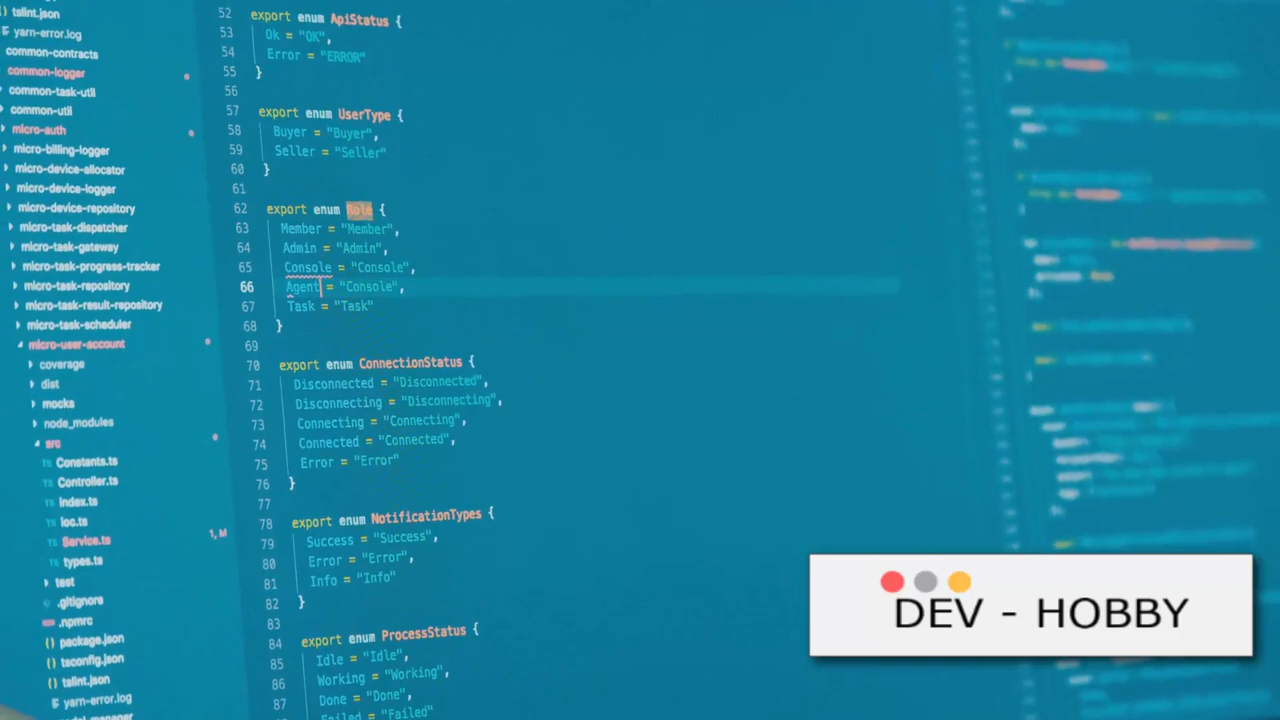 tslint.json
yarn-error.log
common-contracts
common-logger
common-task-util
common-util
micro-auth
micro-billing-logger
micro-device-allocator
micro-device-logger
micro-device-repository
micro-task-dispatcher
micro-task-gateway
micro-task-progress-tracker
micro-task-repository
micro-task-result-repository
micro-task-scheduler
micro-user-account
coverage
dist
mocks
node_modules
src
TS Constants.ts
TS Controller.ts
TS index.ts
TS ioc.ts
TS Service.ts 1, M
TS types.ts
test
.gitignore
.npmrc
{} package.json
{} tsconfig.json
{} tslint.json
yarn-error.log
52 export enum ApiStatus {
53 Ok = "OK",
54 Error = "ERROR"
55 }
56
57 export enum UserType {
58 Buyer = "Buyer",
59 Seller = "Seller"
60 }
61
62 export enum Role {
63 Member = "Member",
64 Admin = "Admin",
65 Console = "Console",
66 Agent = "Console",
67 Task = "Task"
68 }
69
70 export enum ConnectionStatus {
71 Disconnected = "Disconnected",
72 Disconnecting = "Disconnecting",
73 Connecting = "Connecting",
74 Connected = "Connected",
75 Error = "Error"
76 }
77
78 export enum NotificationTypes {
79 Success = "Success",
80 Error = "Error",
81 Info = "Info"
82 }
83
84 export enum ProcessStatus {
85 Idle = "Idle",
86 Working = "Working",
87 Done = "Done",
Failed = "Failed"
DEV - HOBBY